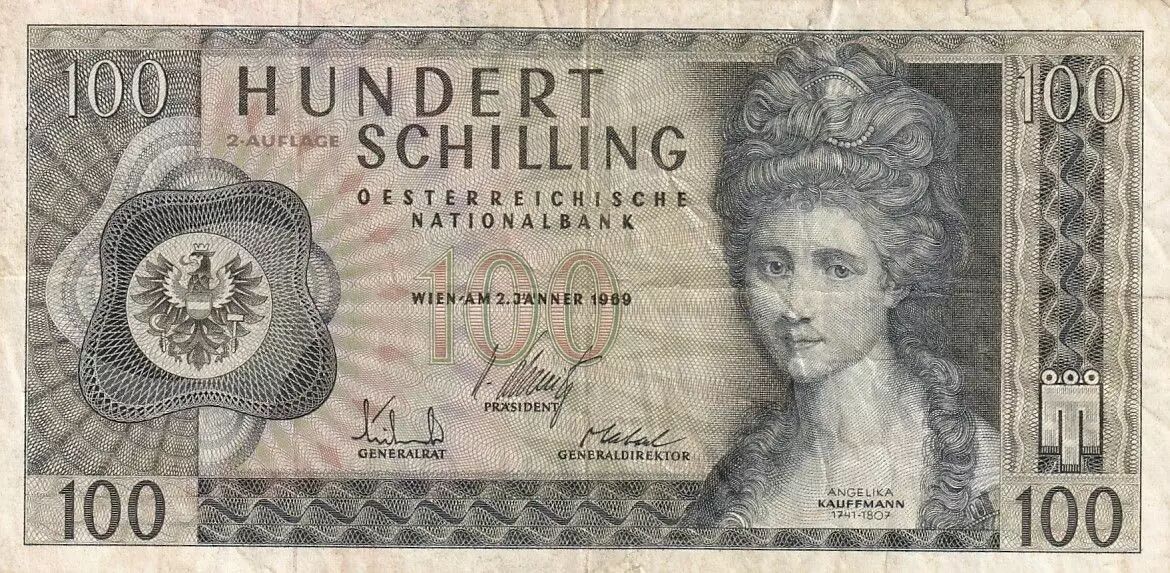 100
HUNDERT
100
2·AUFLAGE
SCHILLING
OESTERREICHISCHE
NATIONALBANK
100
WIEN·AM 2. JÄNNER 1969
PRÄSIDENT
GENERALRAT
GENERALDIREKTOR
100
ANGELIKA
KAUFFMANN
1741-1807
100